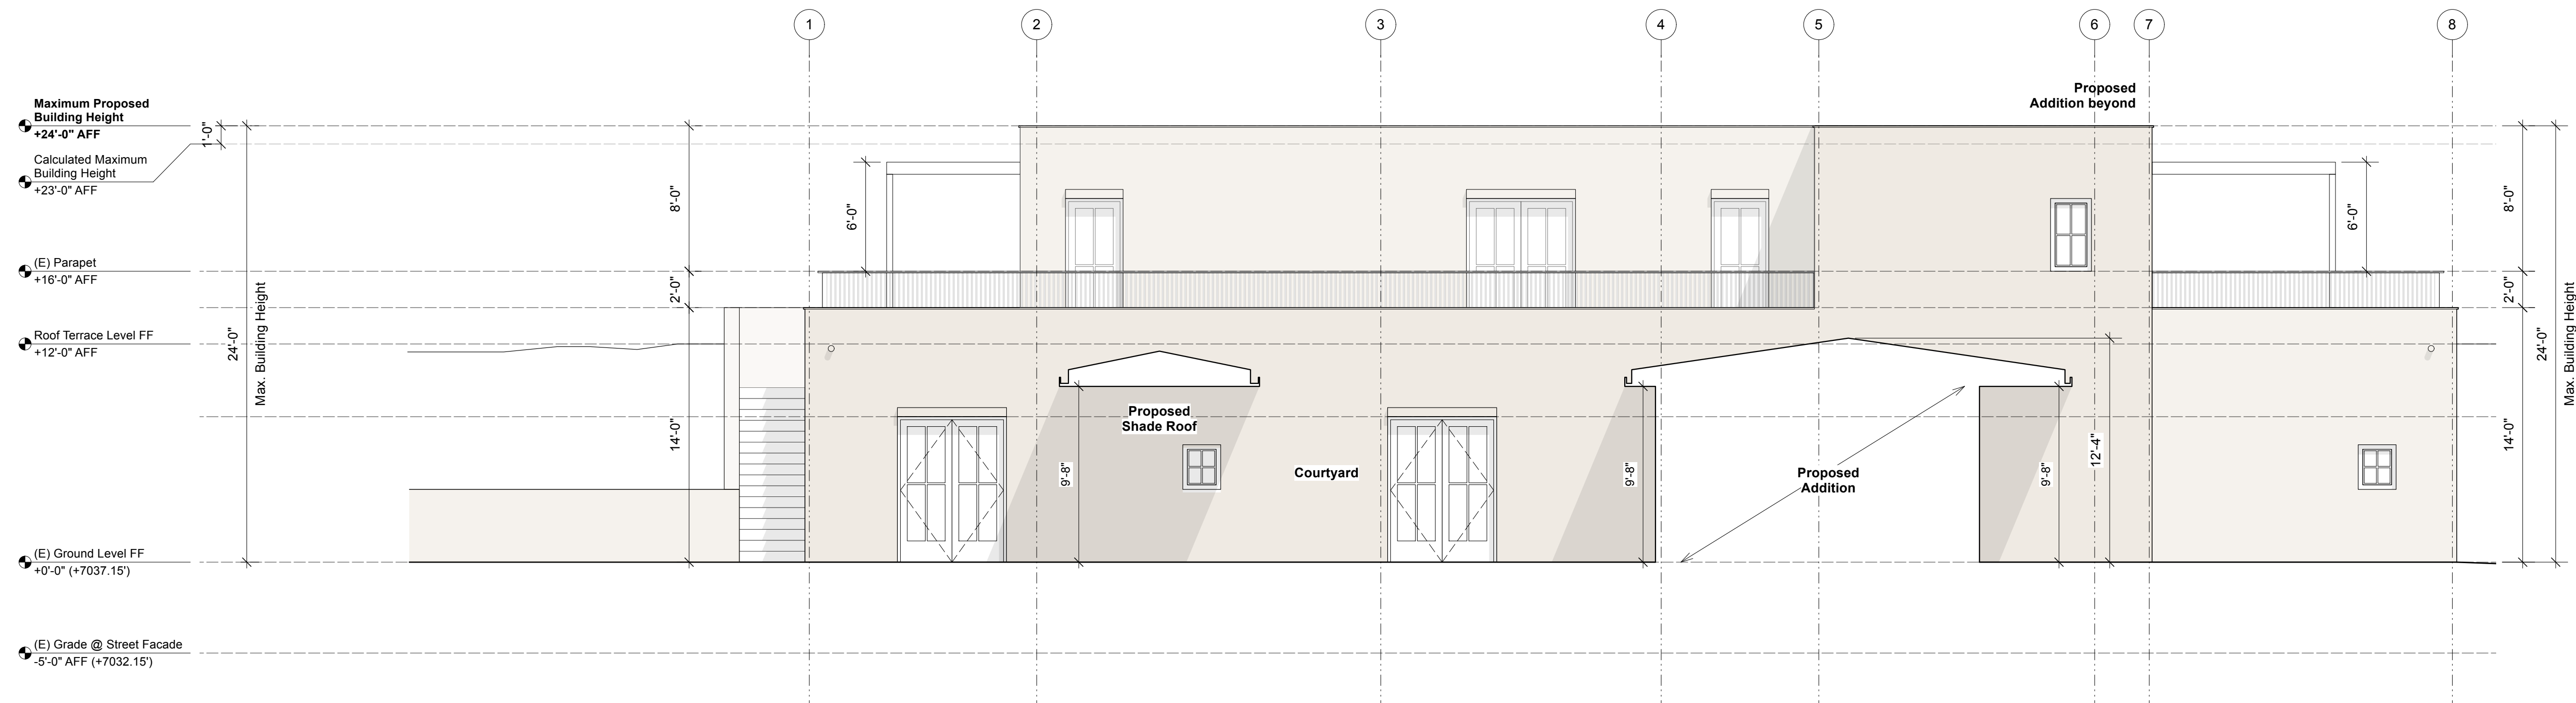 1
2
3
4
5
6
7
8
Proposed
Addition beyond
Maximum Proposed
Building Height
+24'-0" AFF
1'-0"
Calculated Maximum
Building Height
+23'-0" AFF
8'-0"
6'-0"
8'-0"
6'-0"
(E) Parapet
+16'-0" AFF
2'-0"
2'-0"
24'-0"
Max. Building Height
24'-0"
Max. Building Height
Roof Terrace Level FF
+12'-0" AFF
14'-0"
Proposed
Shade Roof
9'-8"
Courtyard
9'-8"
Proposed
Addition
9'-8"
12'-4"
14'-0"
(E) Ground Level FF
+0'-0" (+7037.15')
(E) Grade @ Street Facade
-5'-0" AFF (+7032.15')